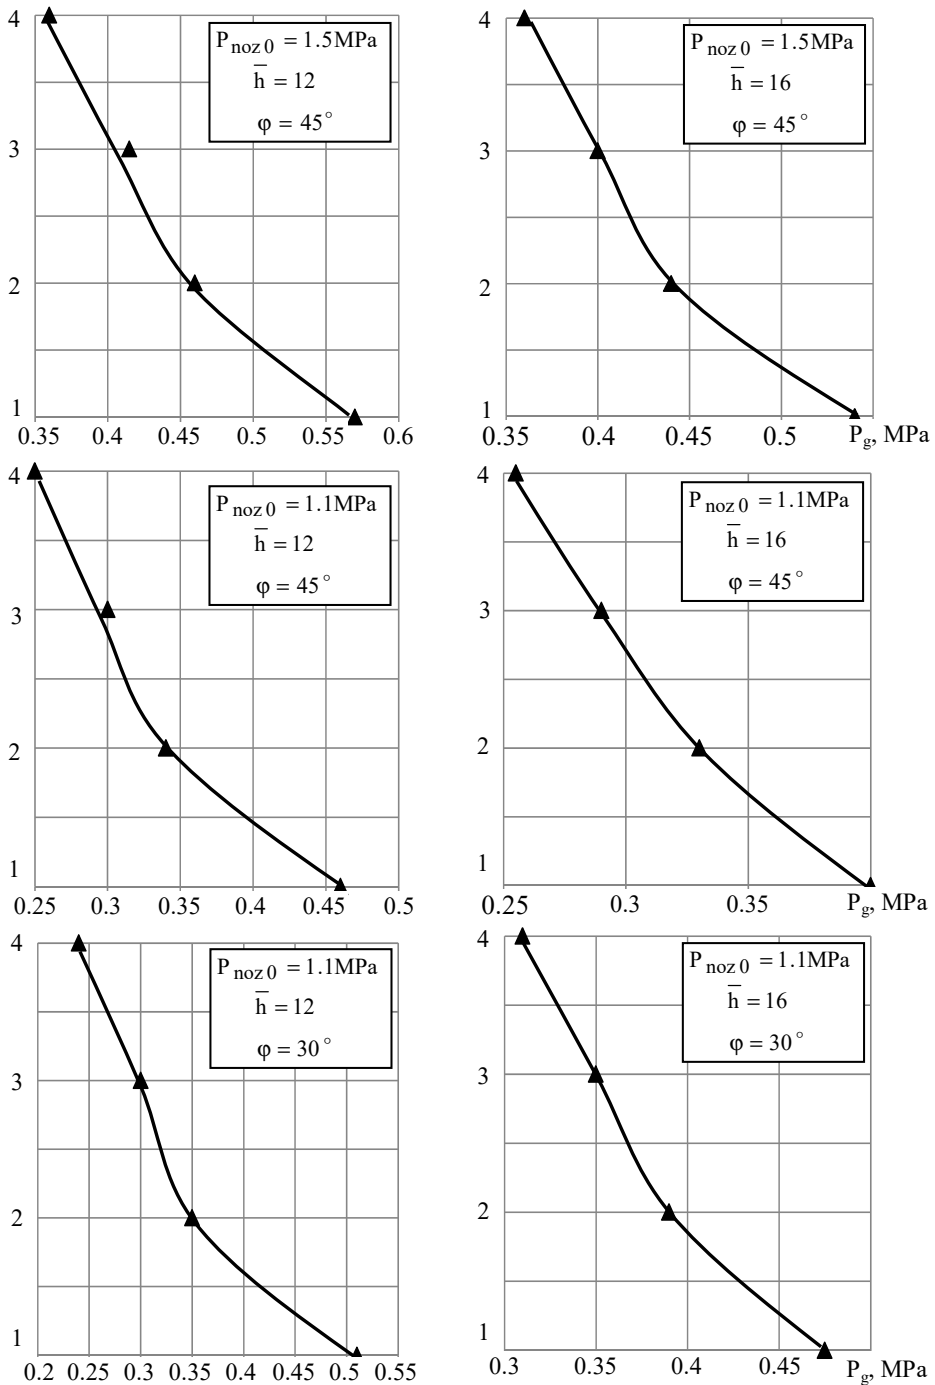 4
P noz 0 = 1.5MPa
h̅ = 12
φ = 45°
3
2
1
0.35 0.4 0.45 0.5 0.55 0.6
4
P noz 0 = 1.5MPa
h̅ = 16
φ = 45°
3
2
1
0.35 0.4 0.45 0.5 Pg, MPa
4
P noz 0 = 1.1MPa
h̅ = 12
φ = 45°
3
2
1
0.25 0.3 0.35 0.4 0.45 0.5
4
P noz 0 = 1.1MPa
h̅ = 16
φ = 45°
3
2
1
0.25 0.3 0.35 Pg, MPa
4
P noz 0 = 1.1MPa
h̅ = 12
φ = 30°
3
2
1
0.2 0.25 0.3 0.35 0.4 0.45 0.5 0.55
4
P noz 0 = 1.1MPa
h̅ = 16
φ = 30°
3
2
1
0.3 0.35 0.4 0.45 Pg, MPa